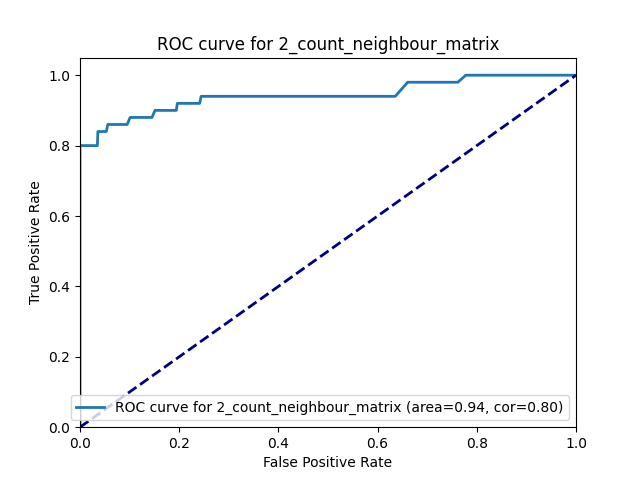 ROC curve for 2_count_neighbour_matrix
True Positive Rate
1.0
0.8
0.6
0.4
0.2
0.0
ROC curve for 2_count_neighbour_matrix (area=0.94, cor=0.80)
0.0 0.2 0.4 0.6 0.8 1.0
False Positive Rate